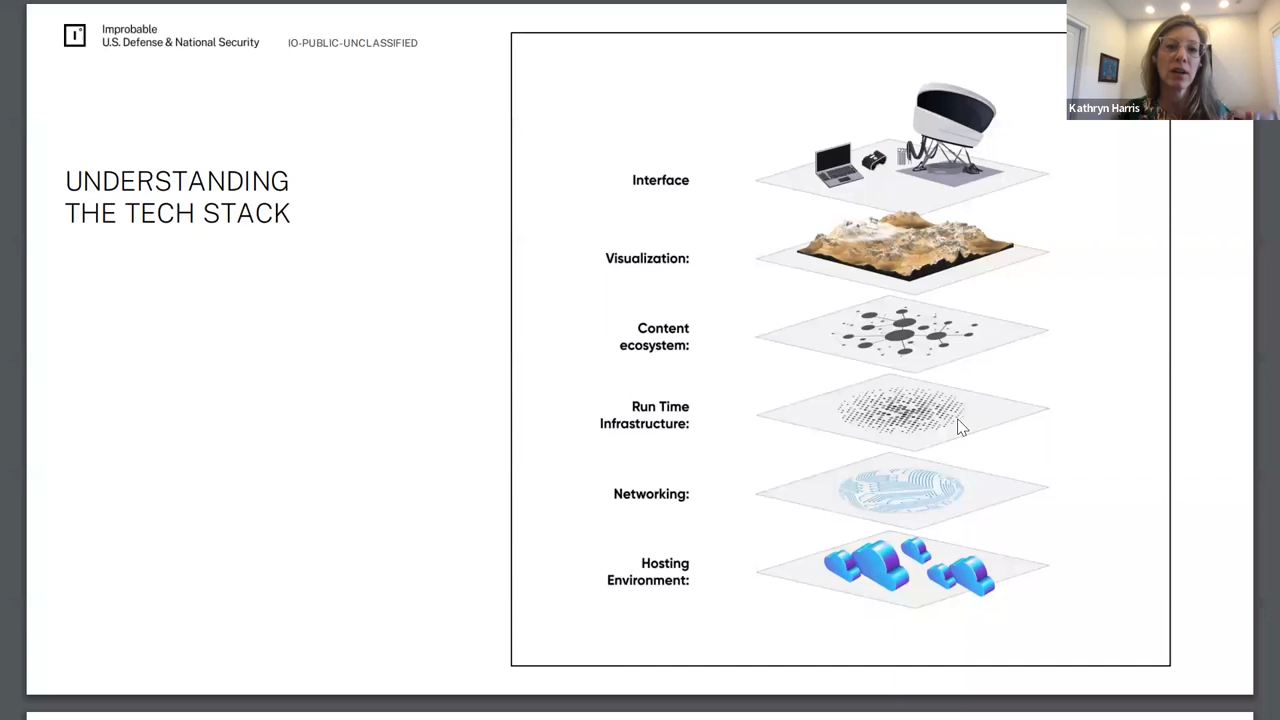 Improbable
U.S. Defense & National Security
IO-PUBLIC-UNCLASSIFIED
Kathryn Harris
UNDERSTANDING
THE TECH STACK
Interface
Visualization:
Content
ecosystem:
Run Time
Infrastructure:
Networking:
Hosting
Environment: